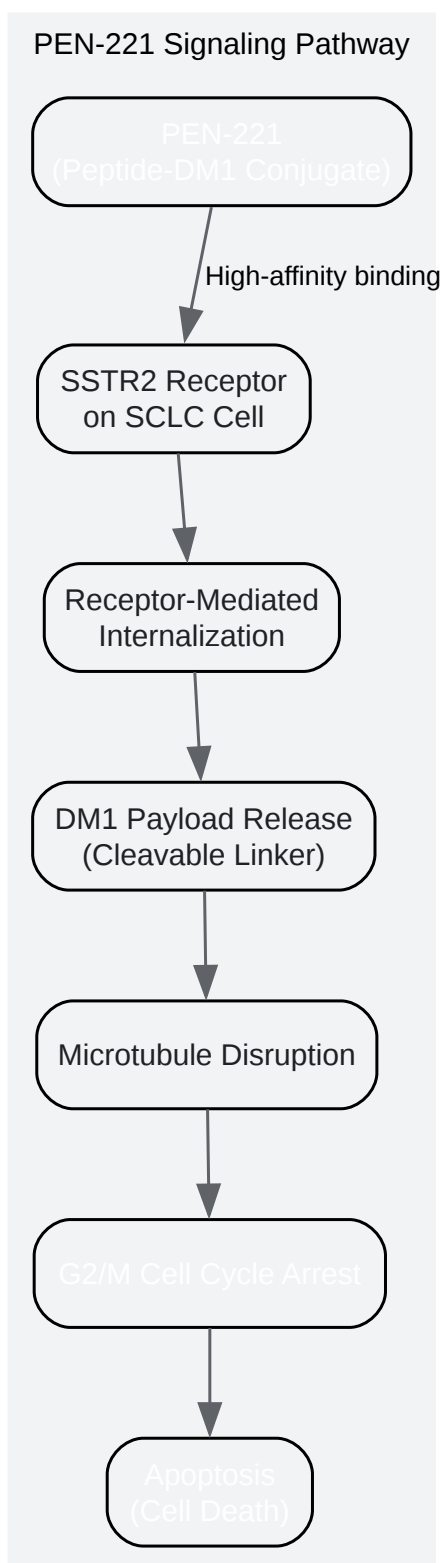 PEN-221 Signaling Pathway
PEN-221
(Peptide-DM1 Conjugate)
High-affinity binding
SSTR2 Receptor
on SCLC Cell
Receptor-Mediated
Internalization
DM1 Payload Release
(Cleavable Linker)
Microtubule Disruption
G2/M Cell Cycle Arrest
Apoptosis
(Cell Death)